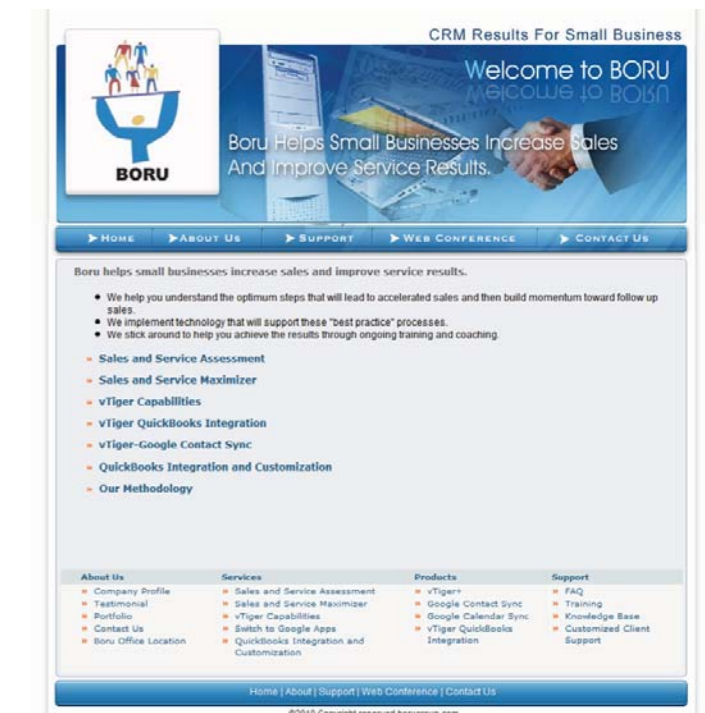 CRM Results For Small Business
Welcome to BORU
Boru Helps Small Businesses Increase Sales
And Improve Service Results.
BORU
Home
About Us
Support
Web Conference
Contact Us
Boru helps small businesses increase sales and improve service results.
We help you understand the optimum steps that will lead to accelerated sales and then build momentum toward follow up
sales.
We implement technology that will support these "best practice" processes.
We stick around to help you achieve the results through ongoing training and coaching.
Sales and Service Assessment
Sales and Service Maximizer
vTiger Capabilities
vTiger QuickBooks Integration
vTiger-Google Contact Sync
QuickBooks Integration and Customization
Our Methodology
About Us
Company Profile
Testimonial
Portfolio
Contact Us
Boru Office Location
Services
Sales and Service Assessment
Sales and Service Maximizer
vTiger Capabilities
Switch to Google Apps
QuickBooks Integration and
Customization
Products
vTiger+
Google Contact Sync
Google Calendar Sync
vTiger QuickBooks
Integration
Support
FAQ
Training
Knowledge Base
Customized Client
Support
Home | About | Support | Web Conference | Contact Us
©2010 Copyright reserved